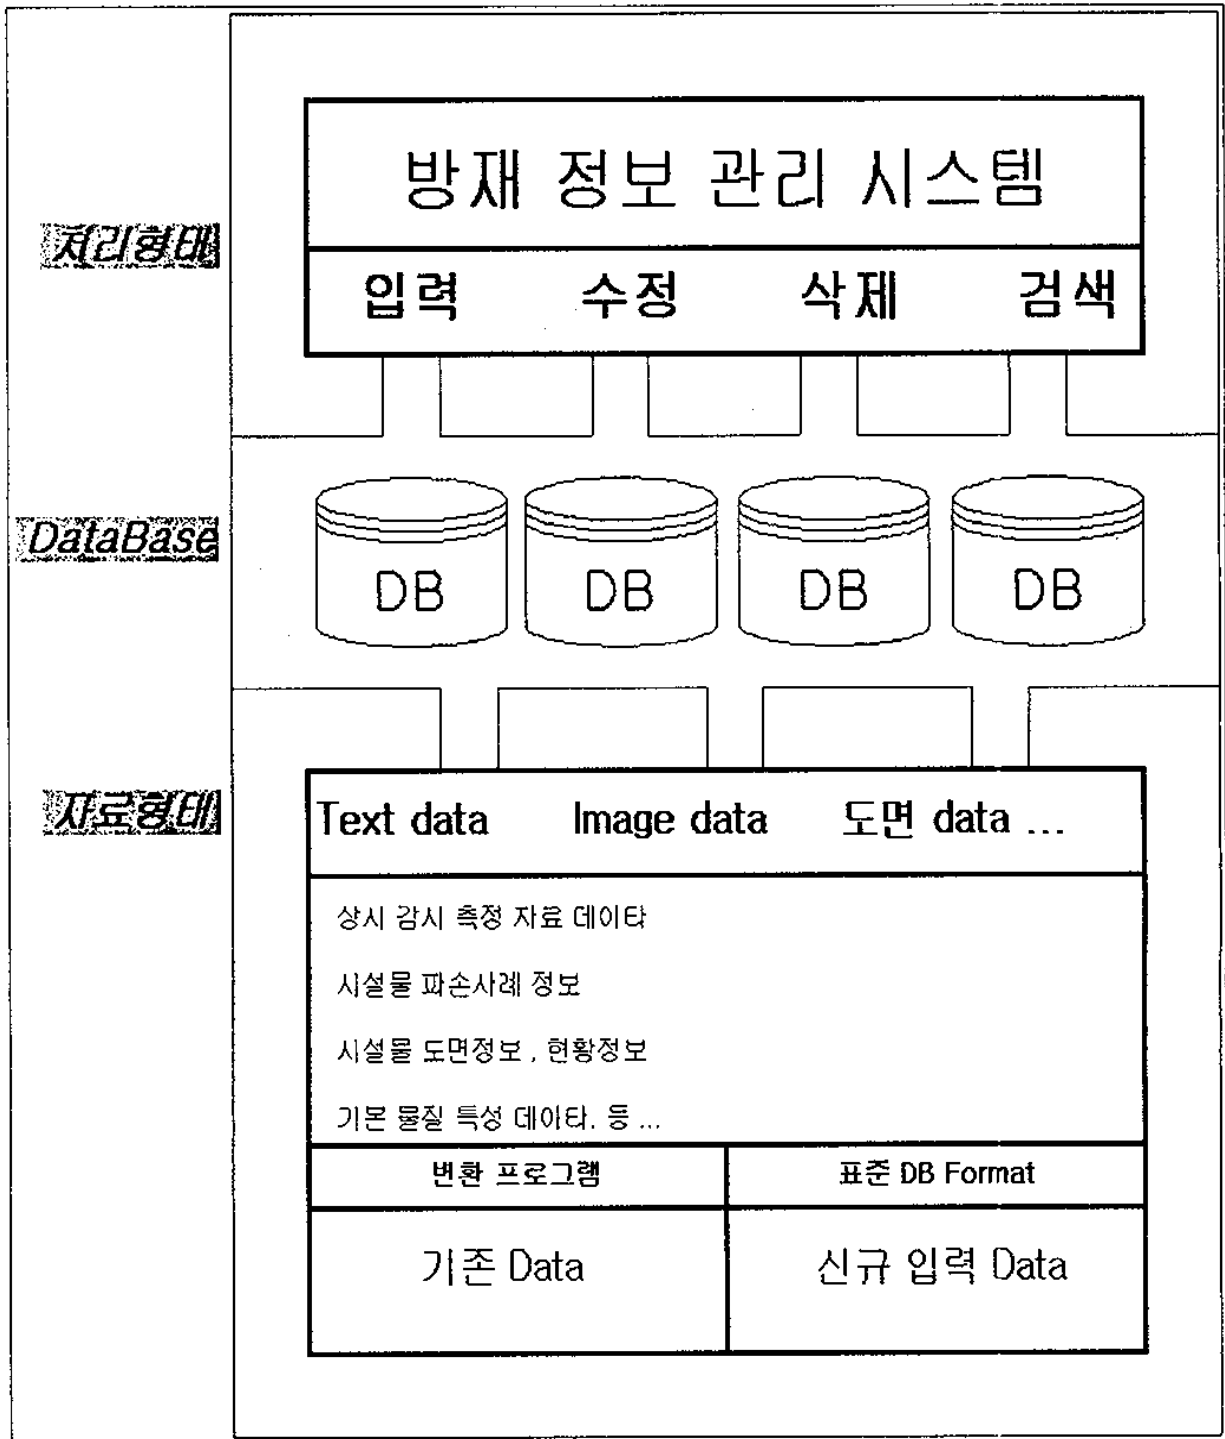 방재 정보 관리 시스템
처리형태
입력 수정 삭제 검색
DataBase
DB DB DB DB
자료형태
Text data Image data 도면 data ...
상시 감시 측정 자료 데이타
시설물 파손사례 정보
시설물 도면정보 , 현황정보
기본 물질 특성 데이타. 등 ...
변환 프로그램 표준 DB Format
기존 Data 신규 입력 Data